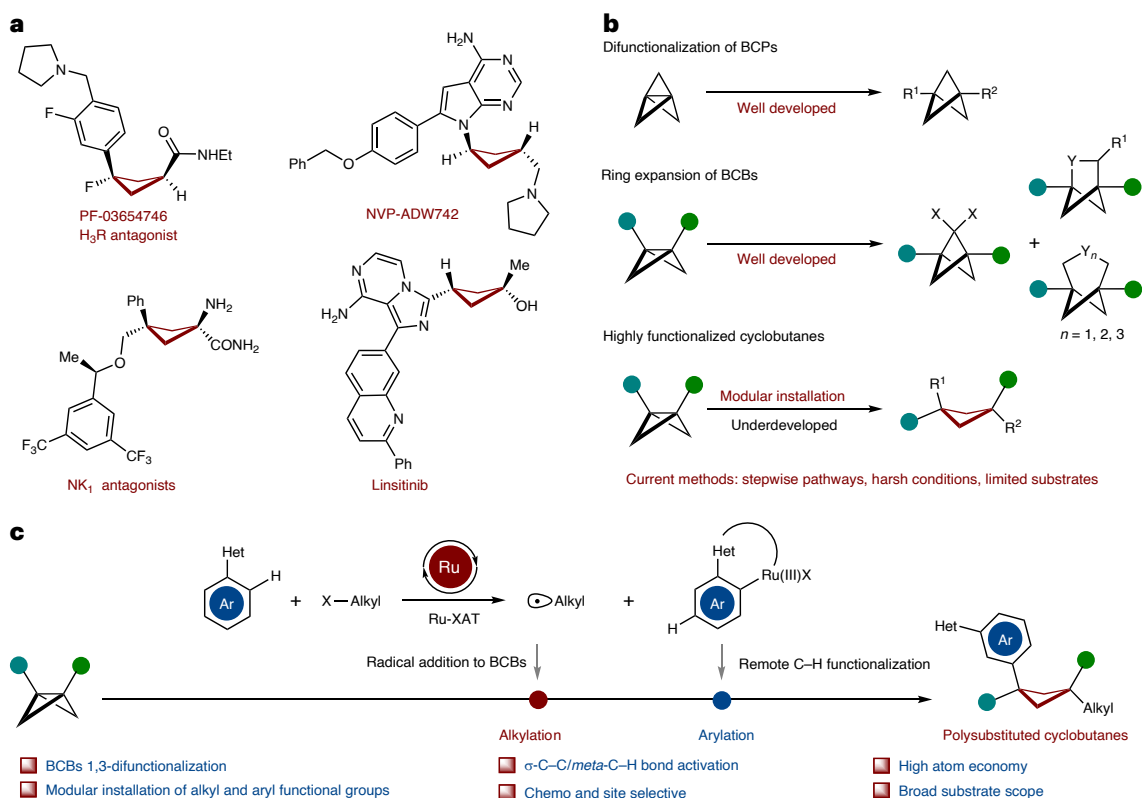 a
N
F
O
NHEt
F
H
PF-03654746
H₃R antagonist
H₂N
N
N
N
H
H
Ph
O
N
NVP-ADW742
Ph
NH₂
CONH₂
Me
O
F₃C
CF₃
NK₁ antagonists
N
N
H₂N
N
H
Me
OH
N
Ph
Linsitinib
b
Difunctionalization of BCPs
Well developed
R¹
R²
Ring expansion of BCBs
Well developed
X
X
+
Y
R¹
Yₙ
n = 1, 2, 3
Highly functionalized cyclobutanes
Modular installation
Underdeveloped
R¹
R²
Current methods: stepwise pathways, harsh conditions, limited substrates
c
Het
H
Ar
+
X—Alkyl
Ru
Ru-XAT
Alkyl
+
Het
Ru(III)X
Ar
H
Radical addition to BCBs
Remote C–H functionalization
Het
Ar
Alkyl
Alkylation
Arylation
Polysubstituted cyclobutanes
BCBs 1,3-difunctionalization
Modular installation of alkyl and aryl functional groups
σ-C–C/meta-C–H bond activation
Chemo and site selective
High atom economy
Broad substrate scope